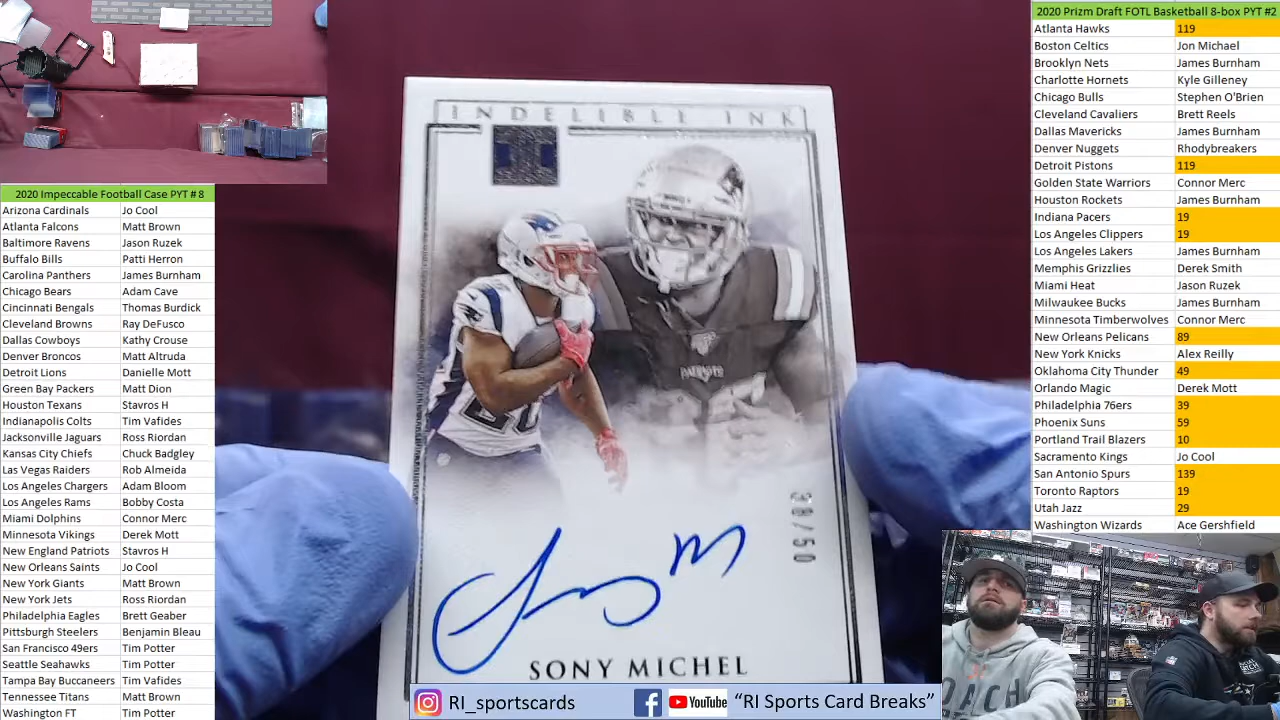 2020 Impeccable Football Case PYT # 8
Arizona Cardinals Jo Cool
Atlanta Falcons Matt Brown
Baltimore Ravens Jason Ruzek
Buffalo Bills Patti Herron
Carolina Panthers James Burnham
Chicago Bears Adam Cave
Cincinnati Bengals Thomas Burdick
Cleveland Browns Ray DeFusco
Dallas Cowboys Kathy Crouse
Denver Broncos Matt Altruda
Detroit Lions Danielle Mott
Green Bay Packers Matt Dion
Houston Texans Stavros H
Indianapolis Colts Tim Vafides
Jacksonville Jaguars Ross Riordan
Kansas City Chiefs Chuck Badgley
Las Vegas Raiders Rob Almeida
Los Angeles Chargers Adam Bloom
Los Angeles Rams Bobby Costa
Miami Dolphins Connor Merc
Minnesota Vikings Derek Mott
New England Patriots Stavros H
New Orleans Saints Jo Cool
New York Giants Matt Brown
New York Jets Ross Riordan
Philadelphia Eagles Brett Geaber
Pittsburgh Steelers Benjamin Bleau
San Francisco 49ers Tim Potter
Seattle Seahawks Tim Potter
Tampa Bay Buccaneers Tim Vafides
Tennessee Titans Matt Brown
Washington FT Tim Potter
INDELIBLE INK
PATRIOTS
38/50
Sony M
SONY MICHEL
RI_sportscards YouTube "RI Sports Card Breaks"
2020 Prizm Draft FOTL Basketball 8-box PYT #2
Atlanta Hawks 119
Boston Celtics Jon Michael
Brooklyn Nets James Burnham
Charlotte Hornets Kyle Gilleney
Chicago Bulls Stephen O'Brien
Cleveland Cavaliers Brett Reels
Dallas Mavericks James Burnham
Denver Nuggets Rhodybreakers
Detroit Pistons 119
Golden State Warriors Connor Merc
Houston Rockets James Burnham
Indiana Pacers 19
Los Angeles Clippers 19
Los Angeles Lakers James Burnham
Memphis Grizzlies Derek Smith
Miami Heat Jason Ruzek
Milwaukee Bucks James Burnham
Minnesota Timberwolves Connor Merc
New Orleans Pelicans 89
New York Knicks Alex Reilly
Oklahoma City Thunder 49
Orlando Magic Derek Mott
Philadelphia 76ers 39
Phoenix Suns 59
Portland Trail Blazers 10
Sacramento Kings Jo Cool
San Antonio Spurs 139
Toronto Raptors 19
Utah Jazz 29
Washington Wizards Ace Gershfield